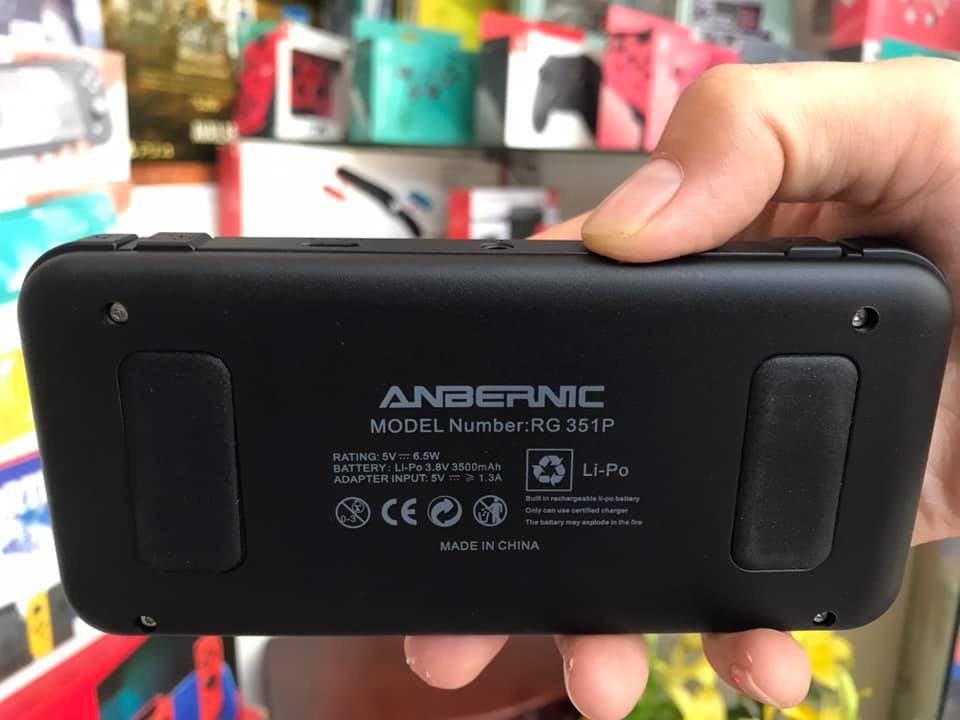 ANBERNIC
MODEL Number:RG 351P
RATING: 5V ⎓ 6.5W
BATTERY: Li-Po 3.8V 3500mAh
ADAPTER INPUT: 5V ⎓ ≥ 1.3A
Li-Po
0-3
CE
Built in rechargeable li-po battery
Only can use certified charger
The battery may explode in the fire
MADE IN CHINA